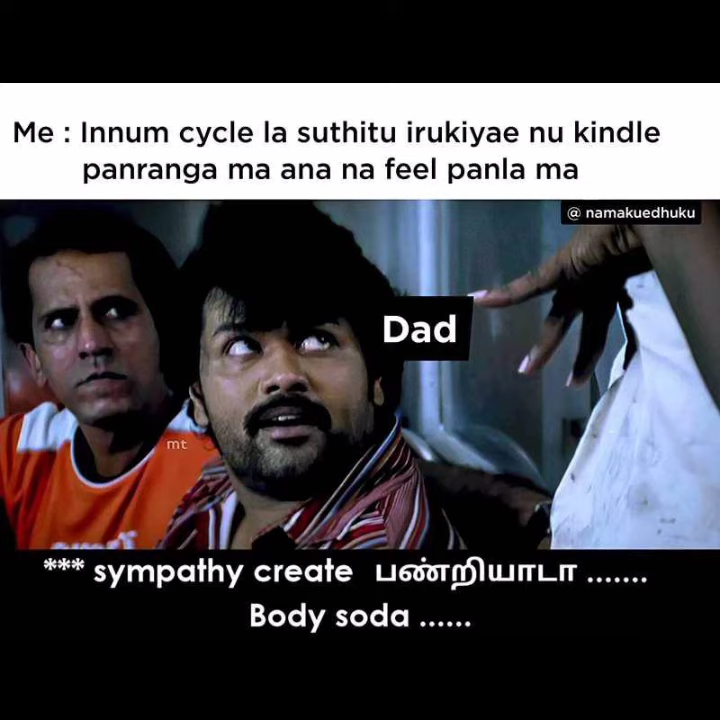 Me : Innum cycle la suthitu irukiyae nu kindle
panranga ma ana na feel panla ma
@ namakuedhuku
Dad
mt
*** sympathy create பண்றியாடா .......
Body soda ......